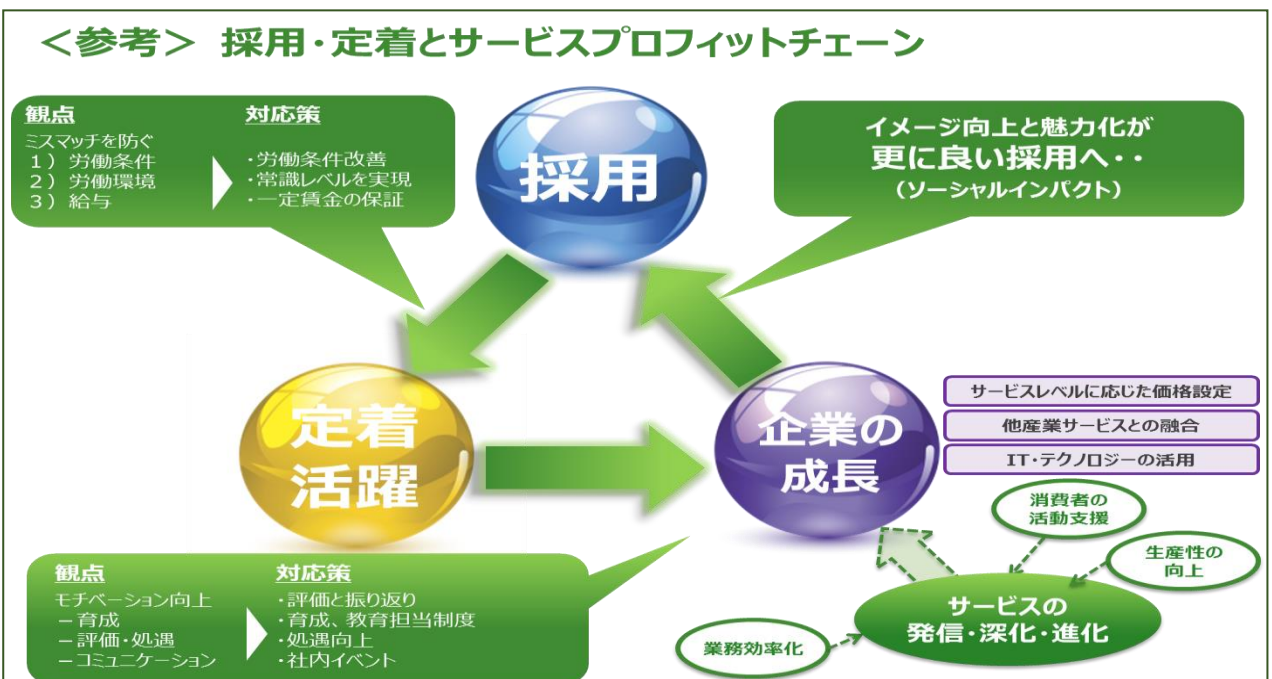 ＜参考＞ 採用・定着とサービスプロフィットチェーン
観点
ミスマッチを防ぐ
１）労働条件
２）労働環境
３）給与
対応策
・労働条件改善
・常識レベルを実現
・一定賃金の保証
採用
イメージ向上と魅力化が
更に良い採用へ・・
（ソーシャルインパクト）
定着
活躍
企業の
成長
サービスレベルに応じた価格設定
他産業サービスとの融合
IT・テクノロジーの活用
消費者の
活動支援
生産性の
向上
サービスの
発信・深化・進化
業務効率化
観点
モチベーション向上
－育成
－評価・処遇
－コミュニケーション
対応策
・評価と振り返り
・育成、教育担当制度
・処遇向上
・社内イベント